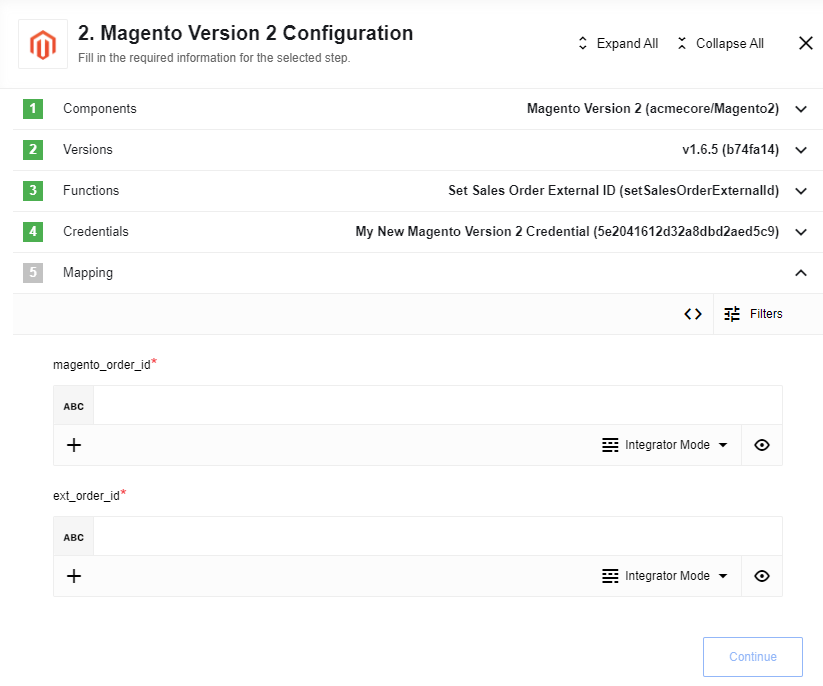 2. Magento Version 2 Configuration
Fill in the required information for the selected step.
Expand All
Collapse All
1 Components Magento Version 2 (acmecore/Magento2)
2 Versions v1.6.5 (b74fa14)
3 Functions Set Sales Order External ID (setSalesOrderExternalId)
4 Credentials My New Magento Version 2 Credential (5e2041612d32a8dbd2aed5c9)
5 Mapping
Filters
magento_order_id*
ABC
Integrator Mode
ext_order_id*
ABC
Integrator Mode
Continue